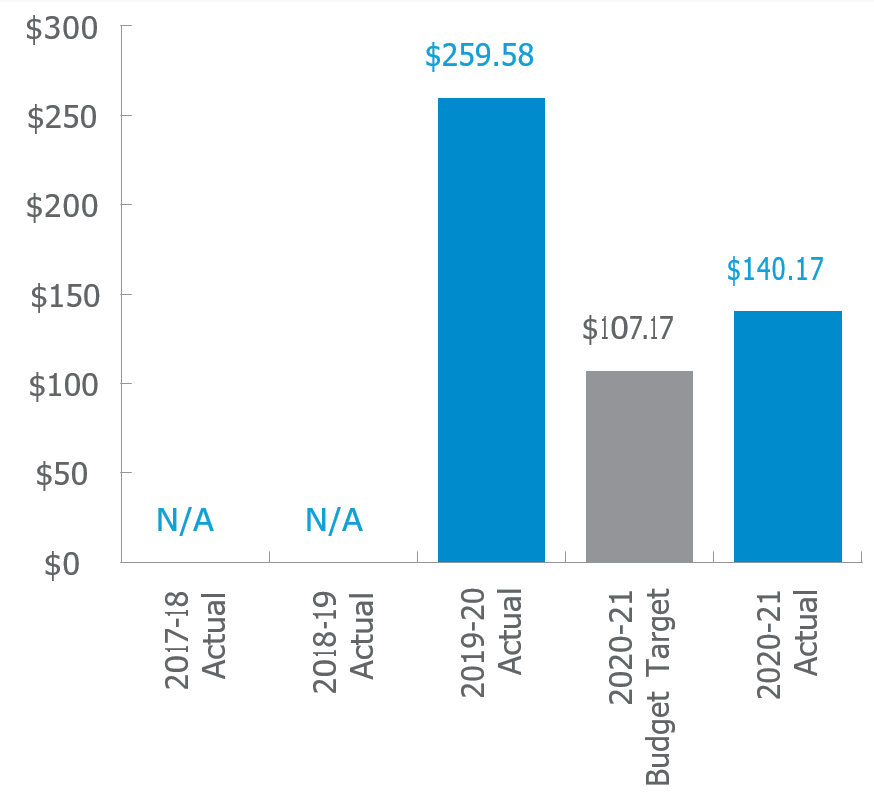 $300
$250
$200
$150
$100
$50
$0
N/A
N/A
$259.58
$107.17
$140.17
2017-18
Actual
2018-19
Actual
2019-20
Actual
2020-21
Budget Target
2020-21
Actual